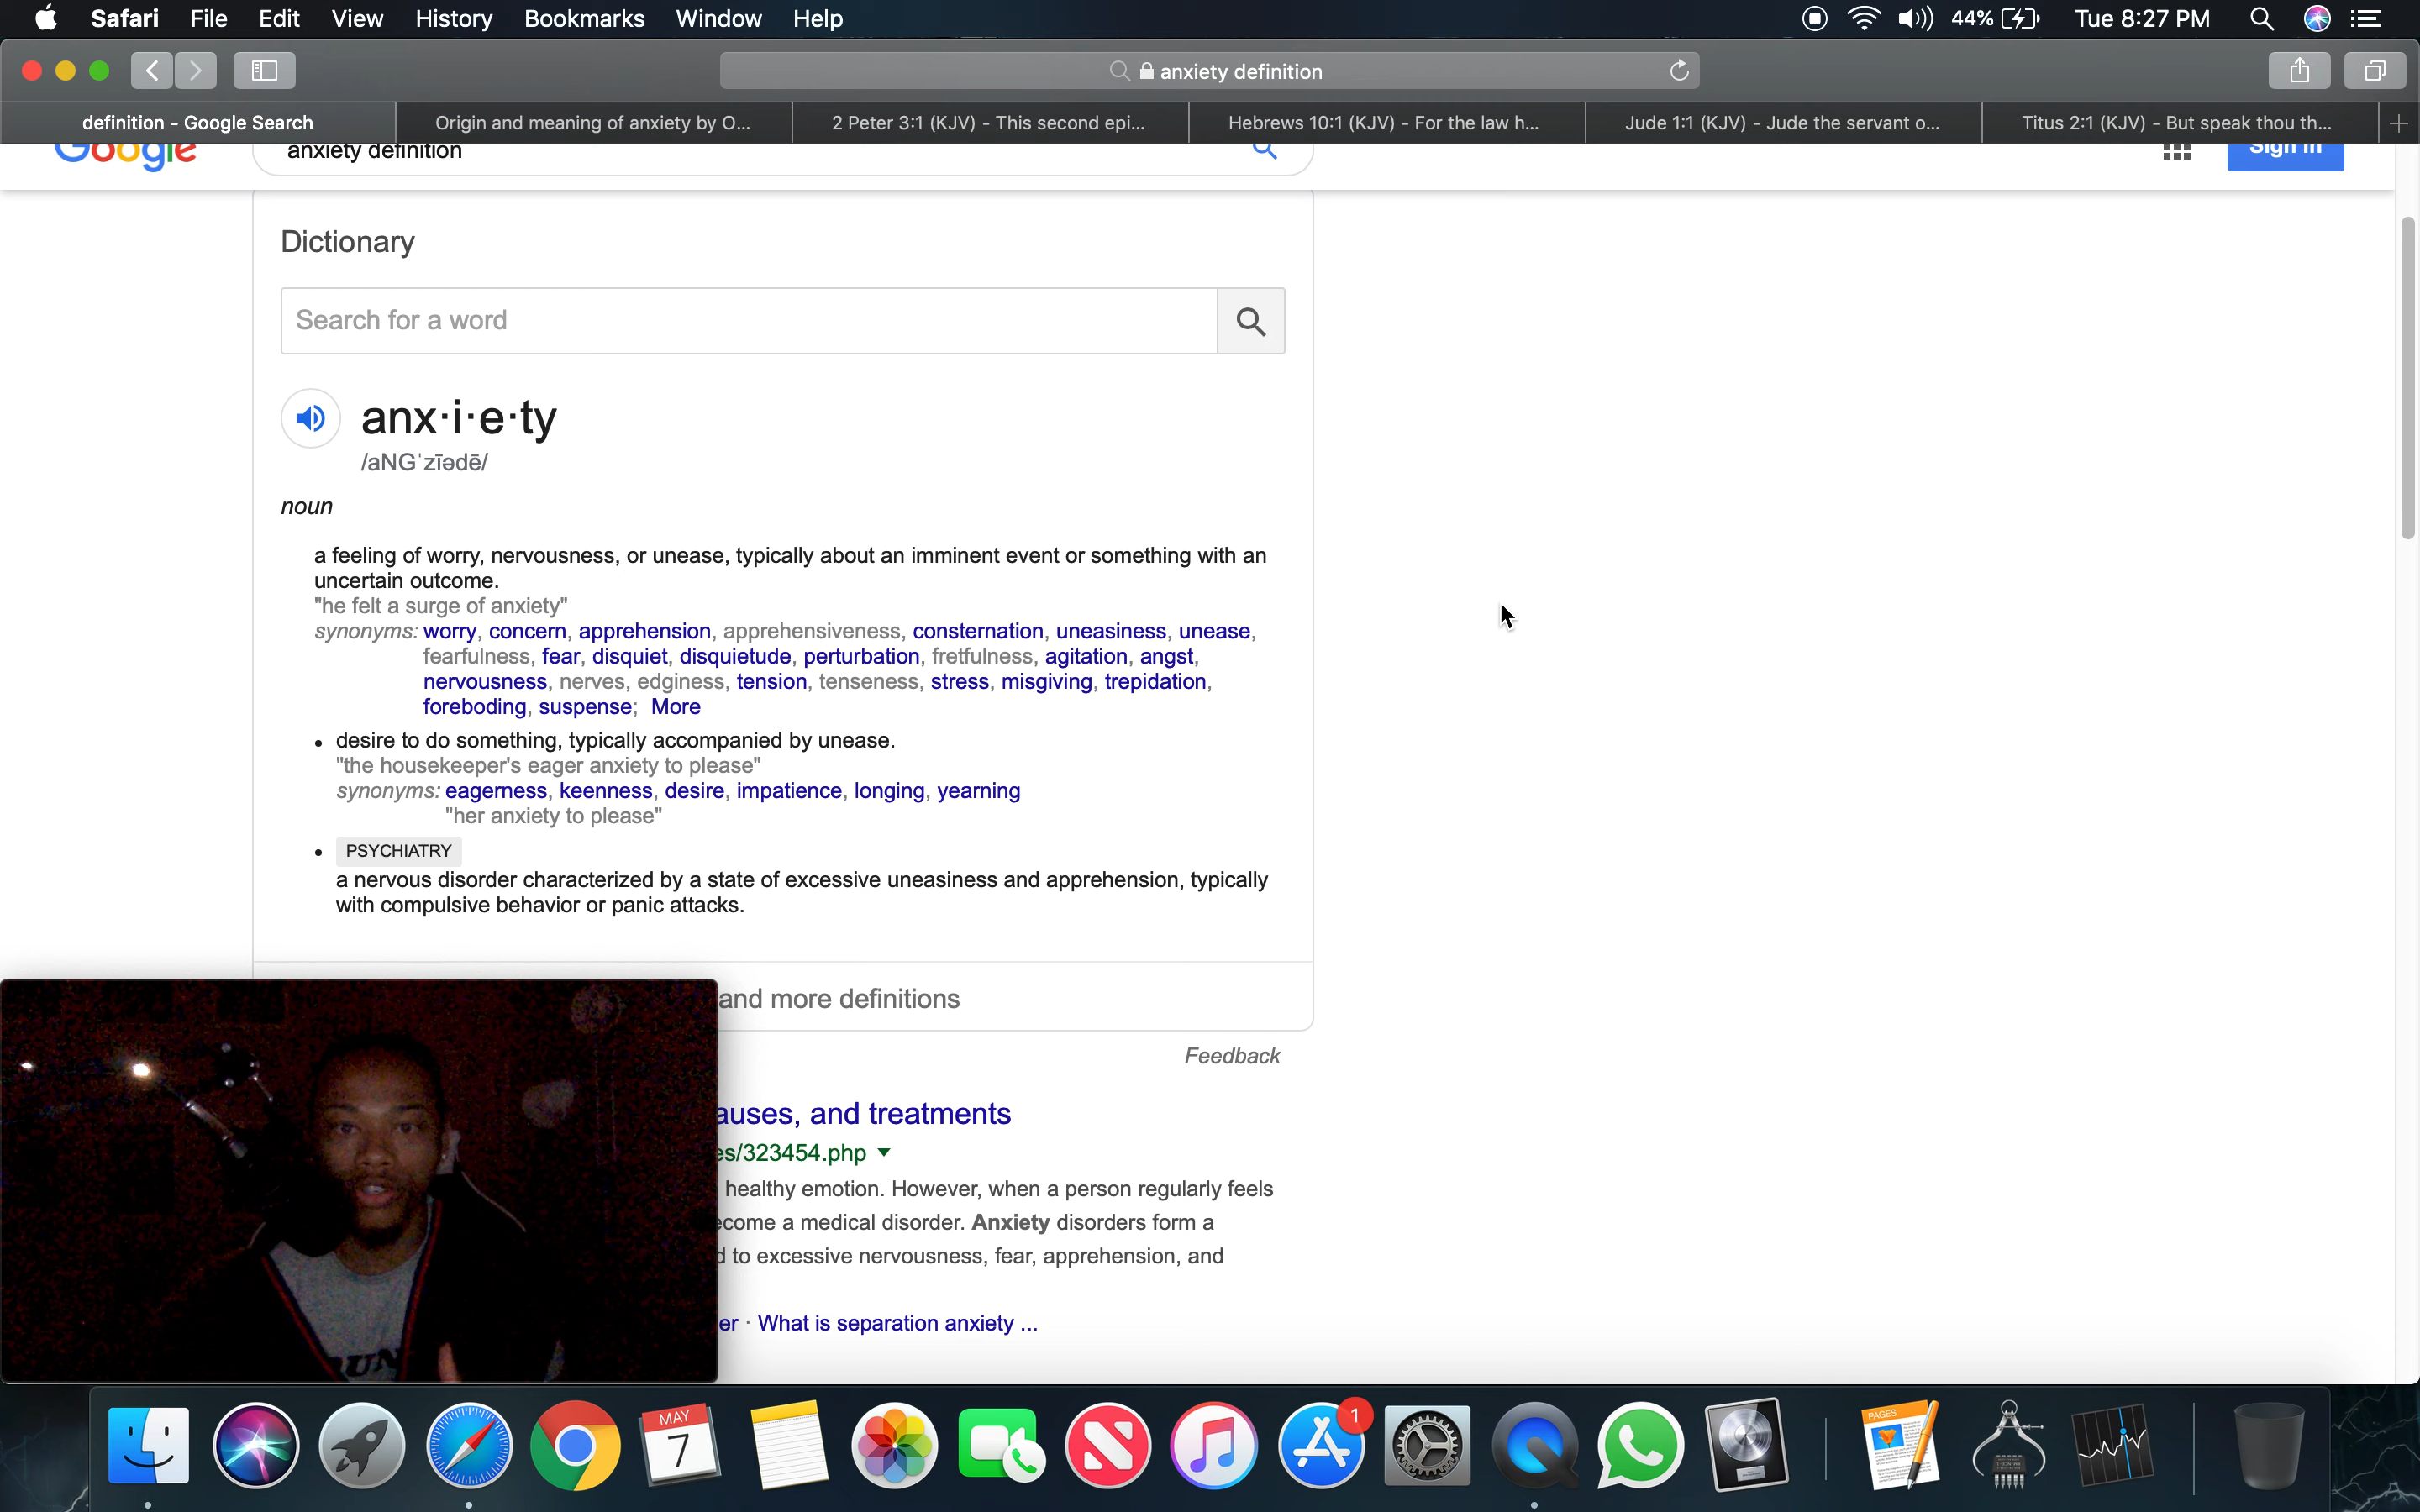 Safari File Edit View History Bookmarks Window Help 44% Tue 8:27 PM
anxiety definition
definition - Google Search Origin and meaning of anxiety by O... 2 Peter 3:1 (KJV) - This second epi... Hebrews 10:1 (KJV) - For the law h... Jude 1:1 (KJV) - Jude the servant o... Titus 2:1 (KJV) - But speak thou th...
Google anxiety definition Sign in
Dictionary
Search for a word
anx·i·e·ty
/aNGˈzīədē/
noun
a feeling of worry, nervousness, or unease, typically about an imminent event or something with an
uncertain outcome.
"he felt a surge of anxiety"
synonyms: worry, concern, apprehension, apprehensiveness, consternation, uneasiness, unease,
fearfulness, fear, disquiet, disquietude, perturbation, fretfulness, agitation, angst,
nervousness, nerves, edginess, tension, tenseness, stress, misgiving, trepidation,
foreboding, suspense; More
• desire to do something, typically accompanied by unease.
"the housekeeper's eager anxiety to please"
synonyms: eagerness, keenness, desire, impatience, longing, yearning
"her anxiety to please"
• PSYCHIATRY
a nervous disorder characterized by a state of excessive uneasiness and apprehension, typically
with compulsive behavior or panic attacks.
and more definitions
Feedback
auses, and treatments
es/323454.php
healthy emotion. However, when a person regularly feels
ecome a medical disorder. Anxiety disorders form a
d to excessive nervousness, fear, apprehension, and
er · What is separation anxiety ...
MAY
7
1
PAGES